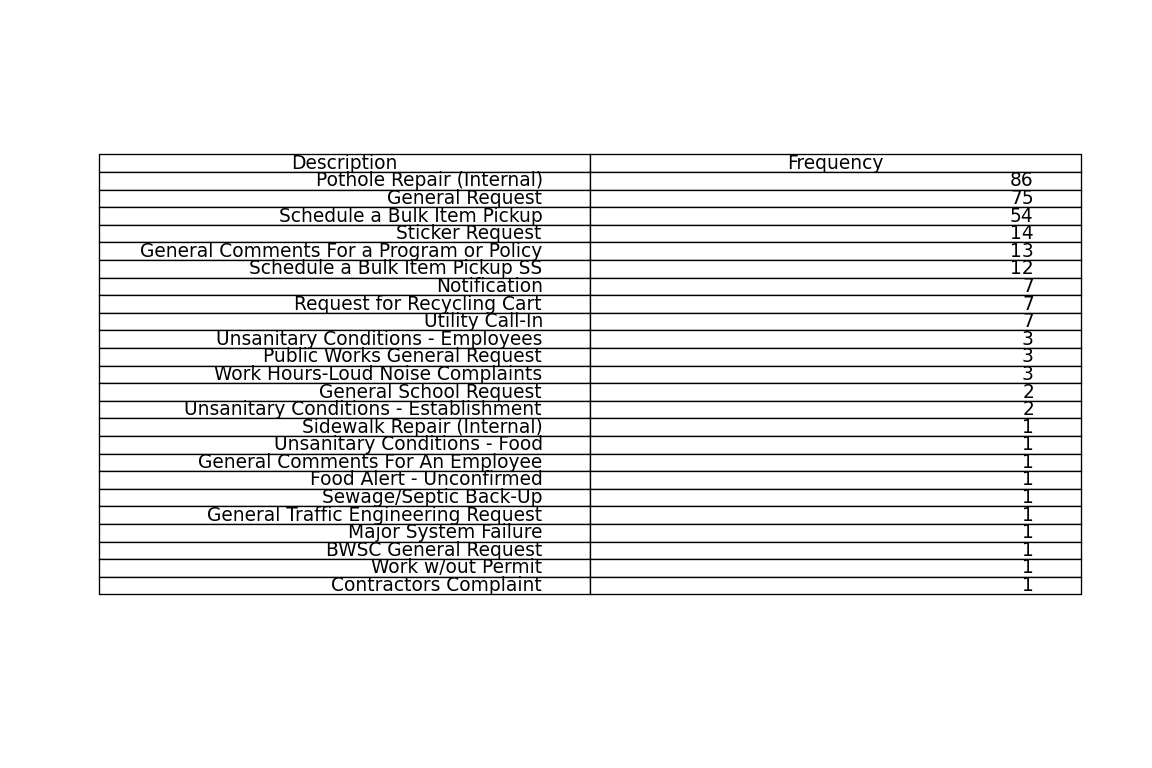 Description Frequency
Pothole Repair (Internal) 86
General Request 75
Schedule a Bulk Item Pickup 54
Sticker Request 14
General Comments For a Program or Policy 13
Schedule a Bulk Item Pickup SS 12
Notification 7
Request for Recycling Cart 7
Utility Call-In 7
Unsanitary Conditions - Employees 3
Public Works General Request 3
Work Hours-Loud Noise Complaints 3
General School Request 2
Unsanitary Conditions - Establishment 2
Sidewalk Repair (Internal) 1
Unsanitary Conditions - Food 1
General Comments For An Employee 1
Food Alert - Unconfirmed 1
Sewage/Septic Back-Up 1
General Traffic Engineering Request 1
Major System Failure 1
BWSC General Request 1
Work w/out Permit 1
Contractors Complaint 1